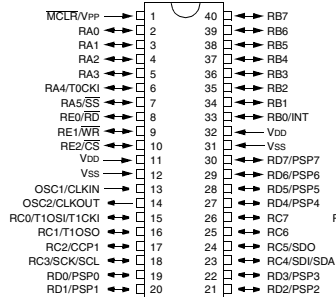 M̅C̅L̅R̅/VPP 1 40 RB7
RA0 2 39 RB6
RA1 3 38 RB5
RA2 4 37 RB4
RA3 5 36 RB3
RA4/T0CKI 6 35 RB2
RA5/S̅S̅ 7 34 RB1
RE0/R̅D̅ 8 33 RB0/INT
RE1/W̅R̅ 9 32 VDD
RE2/C̅S̅ 10 31 VSS
VDD 11 30 RD7/PSP7
VSS 12 29 RD6/PSP6
OSC1/CLKIN 13 28 RD5/PSP5
OSC2/CLKOUT 14 27 RD4/PSP4
RC0/T1OSI/T1CKI 15 26 RC7 R
RC1/T1OSO 16 25 RC6
RC2/CCP1 17 24 RC5/SDO
RC3/SCK/SCL 18 23 RC4/SDI/SDA
RD0/PSP0 19 22 RD3/PSP3
RD1/PSP1 20 21 RD2/PSP2